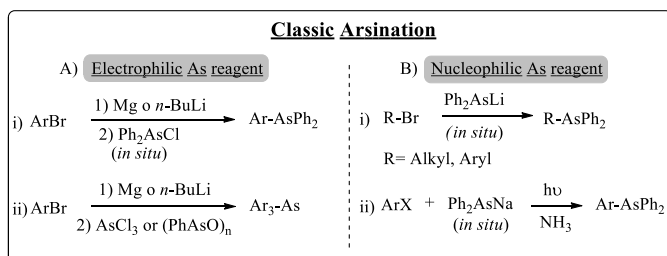 Classic Arsination
A) Electrophilic As reagent
i) ArBr 1) Mg o n-BuLi Ar-AsPh₂
2) Ph₂AsCl
(in situ)
ii) ArBr 1) Mg o n-BuLi Ar₃-As
2) AsCl₃ or (PhAsO)ₙ
B) Nucleophilic As reagent
i) R-Br Ph₂AsLi R-AsPh₂
(in situ)
R= Alkyl, Aryl
ii) ArX + Ph₂AsNa hυ Ar-AsPh₂
(in situ) NH₃